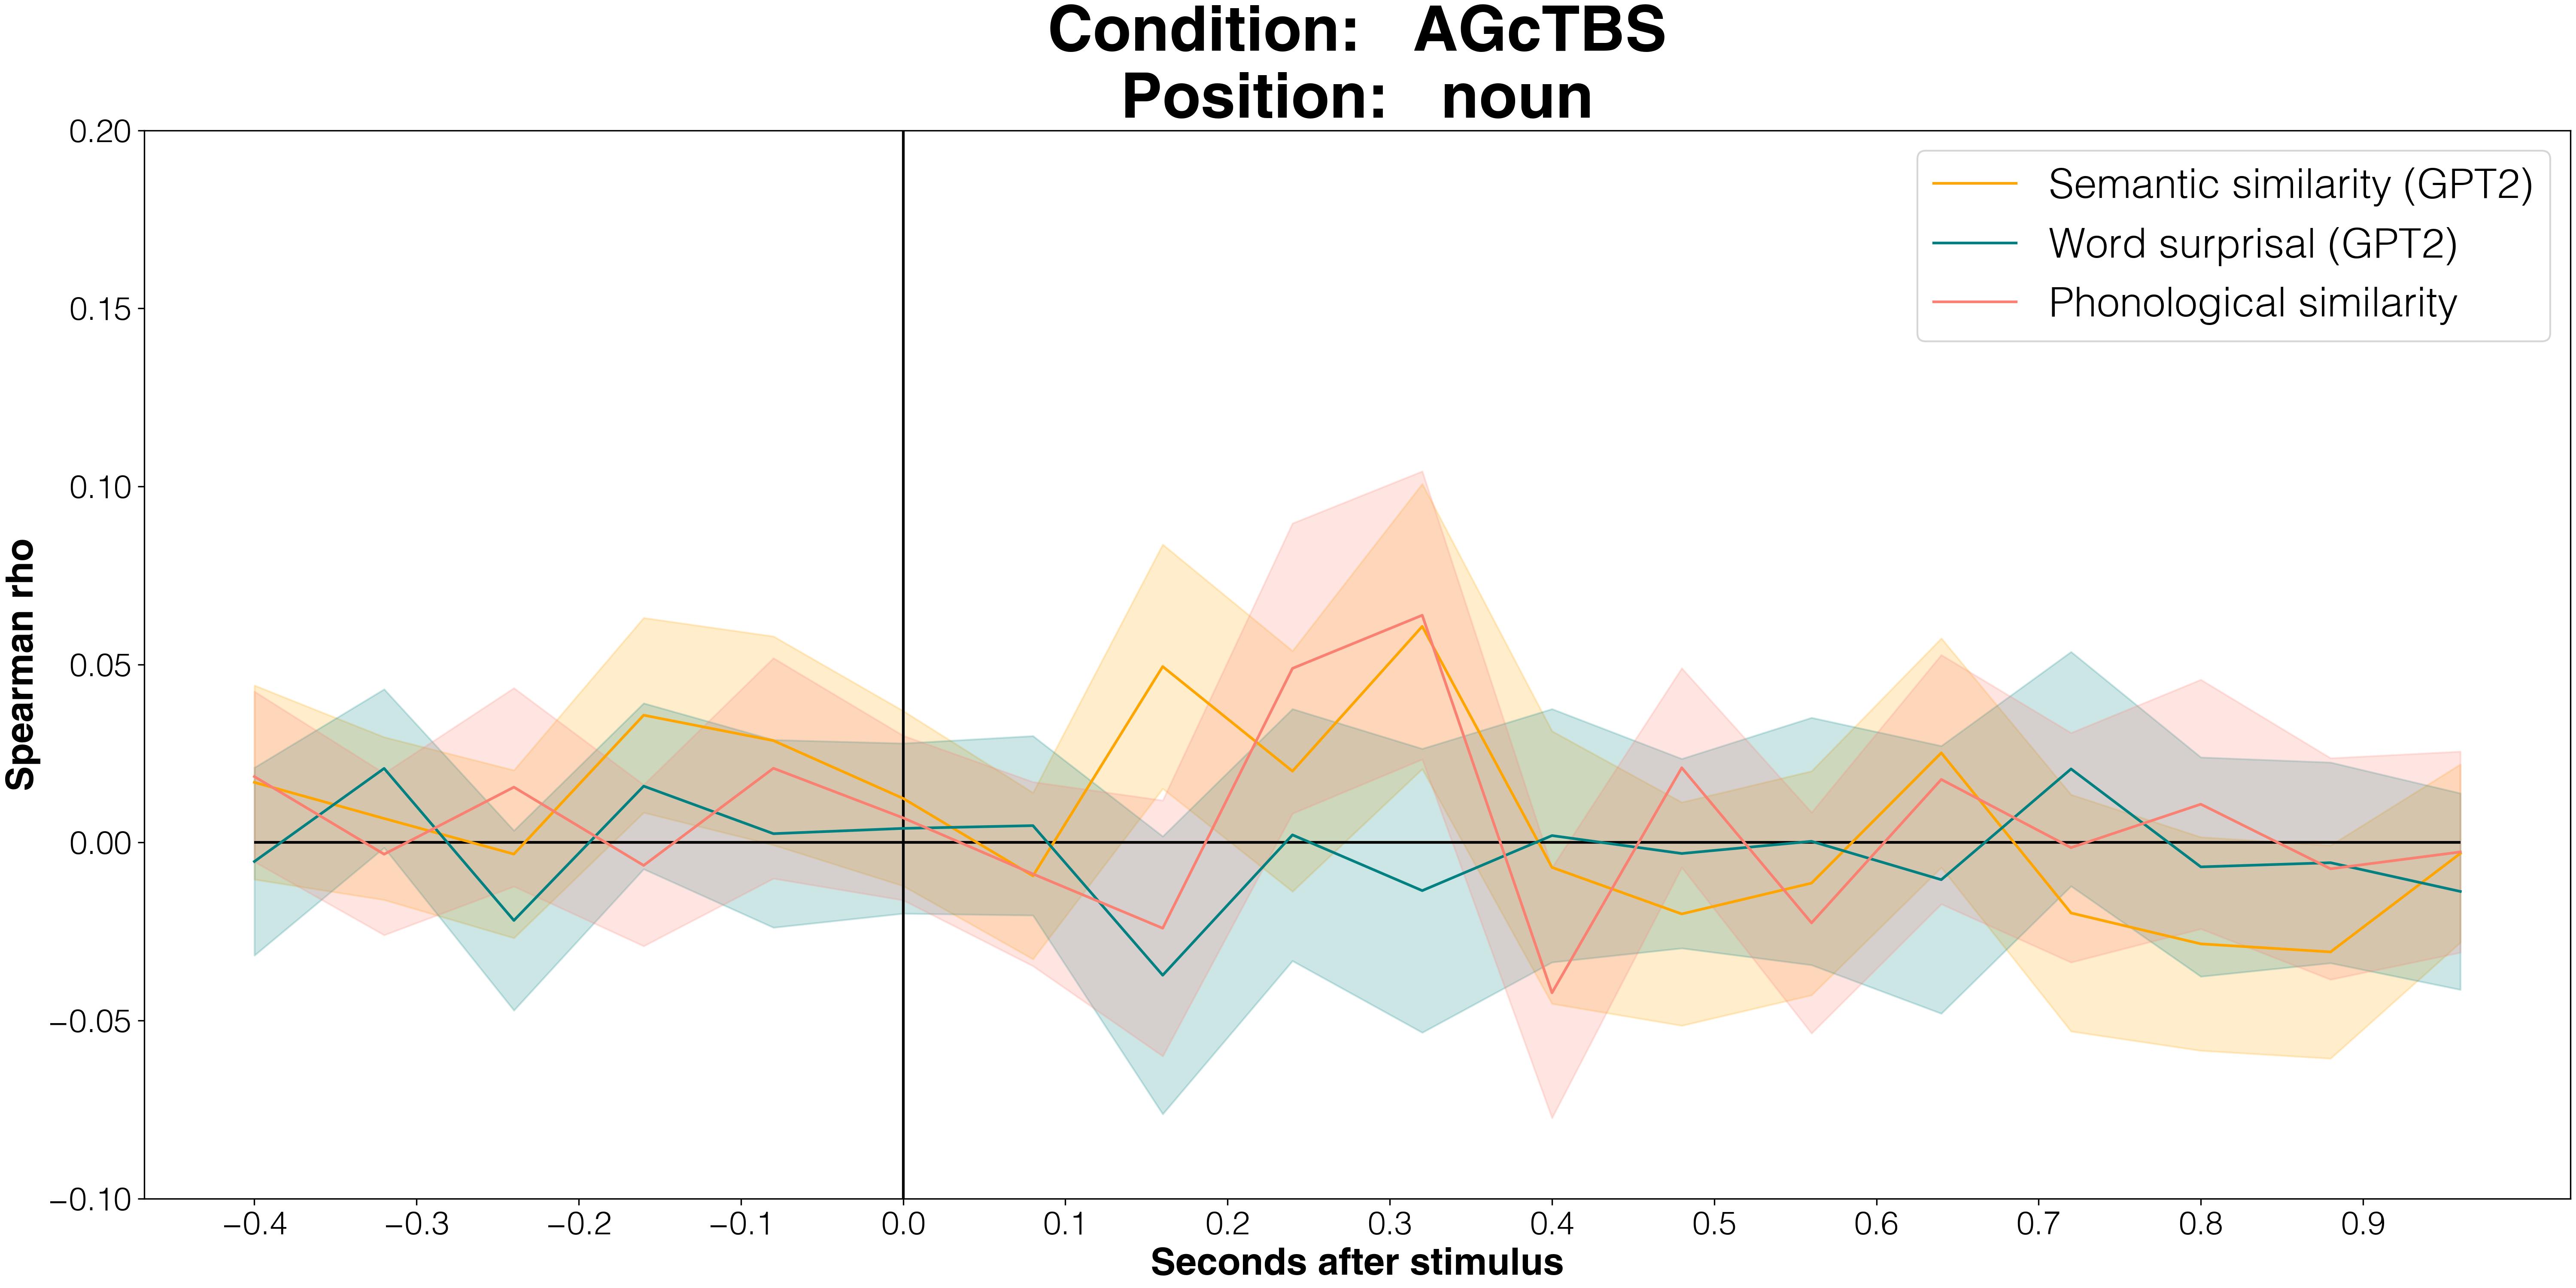 Condition:   AGcTBS
Position:   noun
0.20
0.15
0.10
0.05
0.00
−0.05
−0.10
Spearman rho
Semantic similarity (GPT2)
Word surprisal (GPT2)
Phonological similarity
−0.4 −0.3 −0.2 −0.1 0.0 0.1 0.2 0.3 0.4 0.5 0.6 0.7 0.8 0.9
Seconds after stimulus